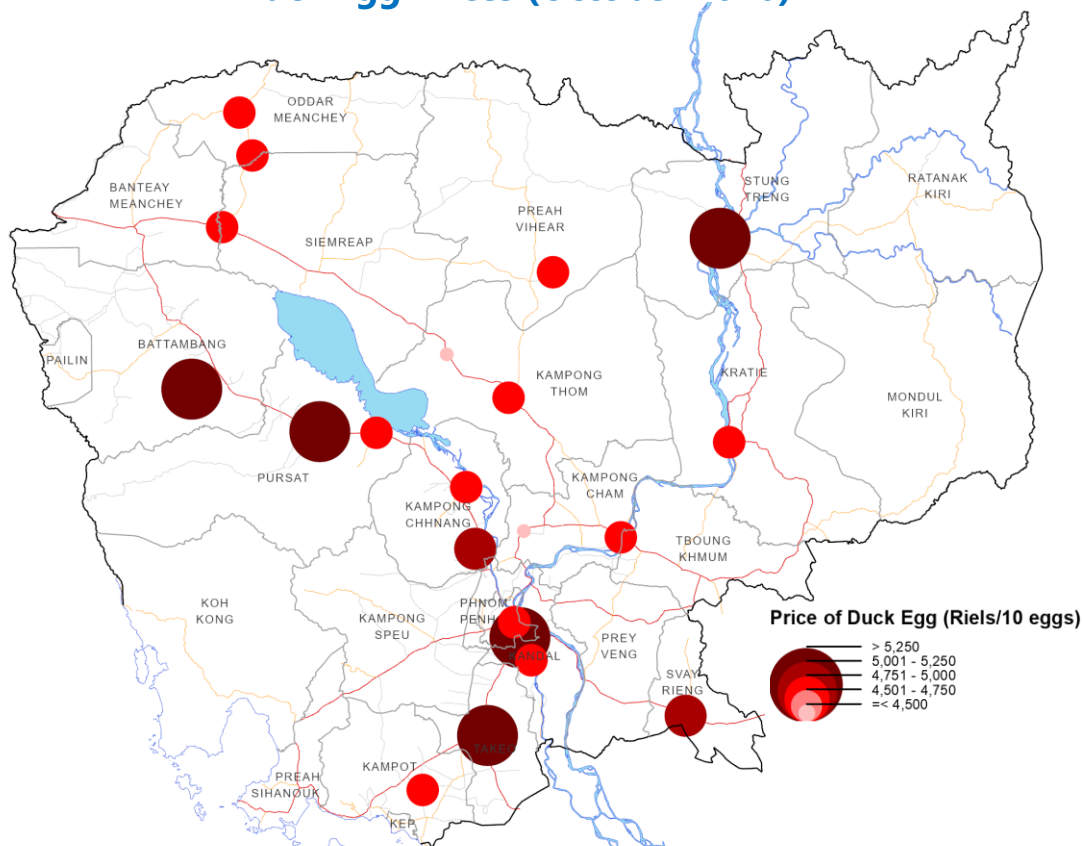 ODDAR
MEANCHEY
BANTEAY
MEANCHEY
STUNG
TRENG
RATANAK
KIRI
PREAH
VIHEAR
SIEMREAP
BATTAMBANG
PAILIN
KAMPONG
THOM
KRATIE
MONDUL
KIRI
PURSAT
KAMPONG
CHAM
KAMPONG
CHHNANG
TBOUNG
KHMUM
KOH
KONG
PHNOM
PENH
KAMPONG
SPEU
PREY
VENG
KANDAL
SVAY
RIENG
Price of Duck Egg (Riels/10 eggs)
> 5,250
5,001 - 5,250
4,751 - 5,000
4,501 - 4,750
=< 4,500
TAKEO
KAMPOT
PREAH
SIHANOUK
KEP